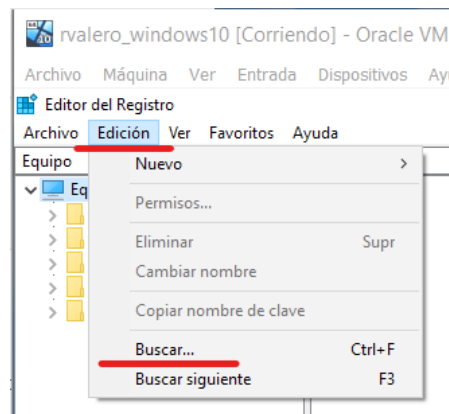 rvalero_windows10 [Corriendo] - Oracle VM
Archivo Máquina Ver Entrada Dispositivos
Editor del Registro
Archivo Edición Ver Favoritos Ayuda
Equipo
Nuevo
Permisos...
Eliminar Supr
Cambiar nombre
Copiar nombre de clave
Buscar... Ctrl+F
Buscar siguiente F3